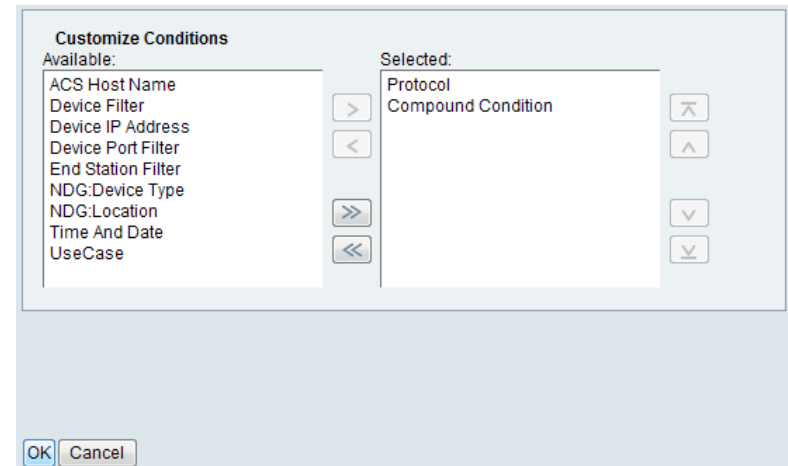 Customize Conditions
Available:
Selected:
ACS Host Name
Device Filter
Device IP Address
Device Port Filter
End Station Filter
NDG:Device Type
NDG:Location
Time And Date
UseCase
Protocol
Compound Condition
OK
Cancel